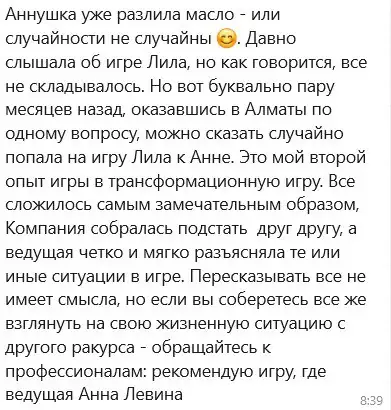 Аннушка уже разлила масло - или
случайности не случайны 😊. Давно
слышала об игре Лила, но как говорится, все
не складывалось. Но вот буквально пару
месяцев назад, оказавшись в Алматы по
одному вопросу, можно сказать случайно
попала на игру Лила к Анне. Это мой второй
опыт игры в трансформационную игру. Все
сложилось самым замечательным образом,
Компания собралась подстать друг другу, а
ведущая четко и мягко разъясняла те или
иные ситуации в игре. Пересказывать все не
имеет смысла, но если вы соберетесь все же
взглянуть на свою жизненную ситуацию с
другого ракурса - обращайтесь к
профессионалам: рекомендую игру, где
ведущая Анна Левина
8:39